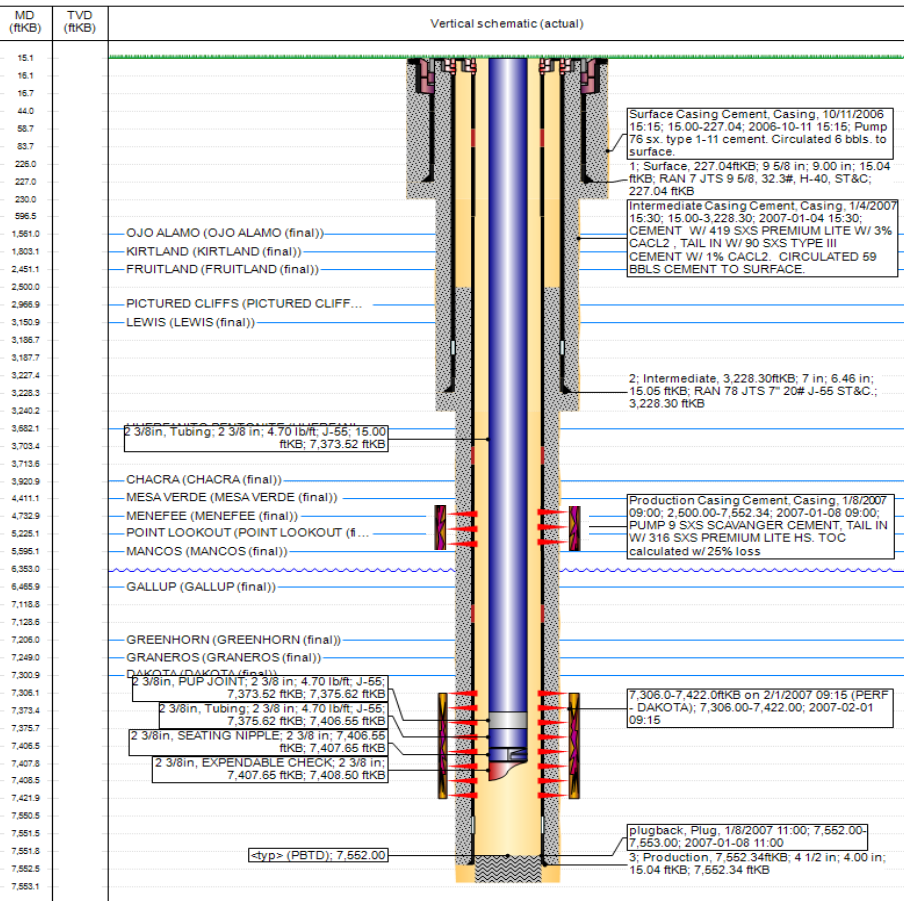 MD (ftKB)
TVD (ftKB)
Vertical schematic (actual)
15.1
16.1
16.7
44.0
58.7
83.7
226.0
227.0
230.0
596.5
1,561.0
1,803.1
2,451.1
2,500.0
2,966.9
3,150.9
3,186.7
3,187.7
3,227.4
3,228.3
3,240.2
3,682.1
3,703.4
3,713.6
3,920.9
4,411.1
4,732.9
5,225.1
5,595.1
6,353.0
6,465.9
7,118.8
7,128.6
7,206.0
7,249.0
7,300.9
7,306.1
7,373.4
7,375.7
7,406.5
7,407.8
7,408.5
7,421.9
7,550.5
7,551.5
7,551.8
7,552.5
7,553.1
OJO ALAMO (OJO ALAMO (final))
KIRTLAND (KIRTLAND (final))
FRUITLAND (FRUITLAND (final))
PICTURED CLIFFS (PICTURED CLIFF...
LEWIS (LEWIS (final))
2 3/8in, Tubing; 2 3/8 in; 4.70 lb/ft; J-55; 15.00
ftKB; 7,373.52 ftKB
CHACRA (CHACRA (final))
MESA VERDE (MESA VERDE (final))
MENEFEE (MENEFEE (final))
POINT LOOKOUT (POINT LOOKOUT (fi...
MANCOS (MANCOS (final))
GALLUP (GALLUP (final))
GREENHORN (GREENHORN (final))
GRANEROS (GRANEROS (final))
DAKOTA (DAKOTA (final))
2 3/8in, PUP JOINT; 2 3/8 in; 4.70 lb/ft; J-55;
7,373.52 ftKB; 7,375.62 ftKB
2 3/8in, Tubing; 2 3/8 in; 4.70 lb/ft; J-55;
7,375.62 ftKB; 7,406.55 ftKB
2 3/8in, SEATING NIPPLE; 2 3/8 in; 7,406.55
ftKB; 7,407.65 ftKB
2 3/8in, EXPENDABLE CHECK; 2 3/8 in;
7,407.65 ftKB; 7,408.50 ftKB
<typ> (PBTD); 7,552.00
Surface Casing Cement, Casing, 10/11/2006
15:15; 15.00-227.04; 2006-10-11 15:15; Pump
76 sx. type 1-11 cement. Circulated 6 bbls. to
surface.
1; Surface, 227.04ftKB; 9 5/8 in; 9.00 in; 15.04
ftKB; RAN 7 JTS 9 5/8, 32.3#, H-40, ST&C;
227.04 ftKB
Intermediate Casing Cement, Casing, 1/4/2007
15:30; 15.00-3,228.30; 2007-01-04 15:30;
CEMENT W/ 419 SXS PREMIUM LITE W/ 3%
CACL2 , TAIL IN W/ 90 SXS TYPE III
CEMENT W/ 1% CACL2. CIRCULATED 59
BBLS CEMENT TO SURFACE.
2; Intermediate, 3,228.30ftKB; 7 in; 6.46 in;
15.05 ftKB; RAN 78 JTS 7" 20# J-55 ST&C.;
3,228.30 ftKB
Production Casing Cement, Casing, 1/8/2007
09:00; 2,500.00-7,552.34; 2007-01-08 09:00;
PUMP 9 SXS SCAVANGER CEMENT, TAIL IN
W/ 316 SXS PREMIUM LITE HS. TOC
calculated w/ 25% loss
7,306.0-7,422.0ftKB on 2/1/2007 09:15 (PERF
- DAKOTA); 7,306.00-7,422.00; 2007-02-01
09:15
plugback, Plug, 1/8/2007 11:00; 7,552.00-
7,553.00; 2007-01-08 11:00
3; Production, 7,552.34ftKB; 4 1/2 in; 4.00 in;
15.04 ftKB; 7,552.34 ftKB